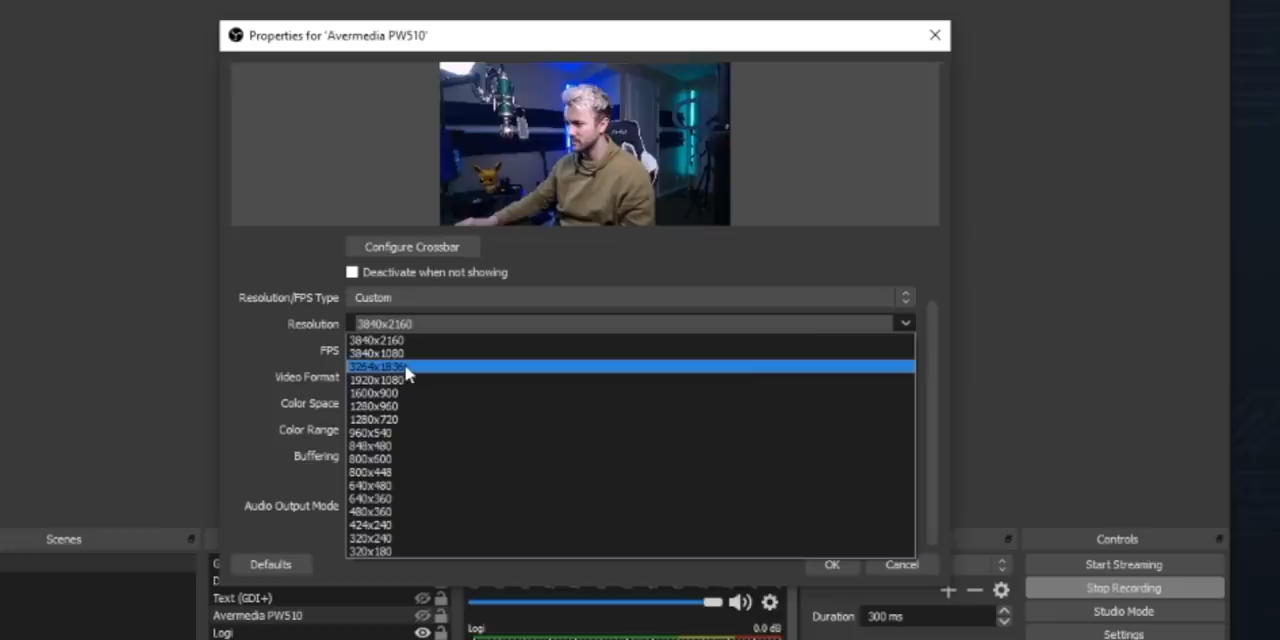 Properties for 'Avermedia PW510'
Configure Crossbar
Deactivate when not showing
Resolution/FPS Type
Custom
Resolution
3840x2160
FPS
Video Format
Color Space
Color Range
Buffering
Audio Output Mode
3840x2160
3840x1080
3264x1836
1920x1080
1600x900
1280x960
1280x720
960x540
848x480
800x600
800x448
640x480
640x360
480x360
424x240
320x240
320x180
Defaults
OK
Cancel
Scenes
Text (GDI+)
Avermedia PW510
Logi
Logi
0.0 dB
Duration
300 ms
Controls
Start Streaming
Stop Recording
Studio Mode
Settings